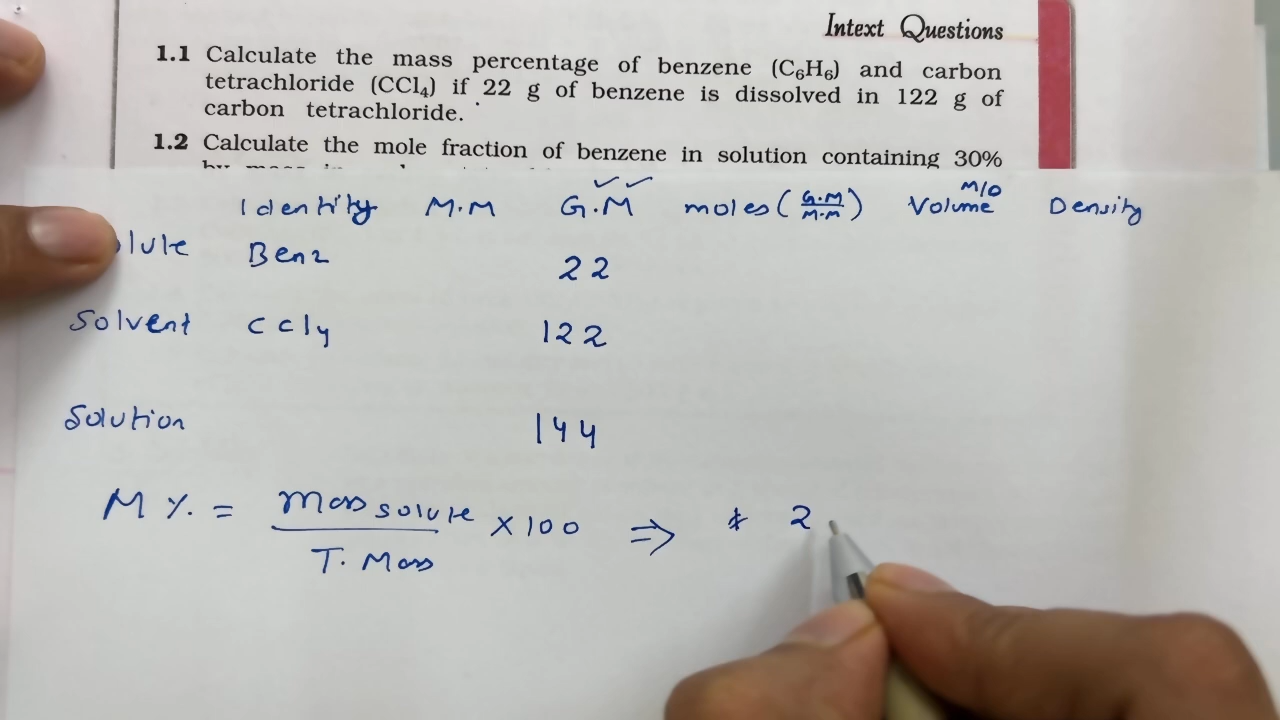 Intext Questions
1.1 Calculate the mass percentage of benzene (C₆H₆) and carbon
tetrachloride (CCl₄) if 22 g of benzene is dissolved in 122 g of
carbon tetrachloride.
1.2 Calculate the mole fraction of benzene in solution containing 30%
Identity M.M G.M moles (G.M/M.M) Volume M/D Density
lute Benz 22
Solvent CCl4 122
Solution 144
M %. = Mass solute / T. Mass × 100 ⇒ * 2